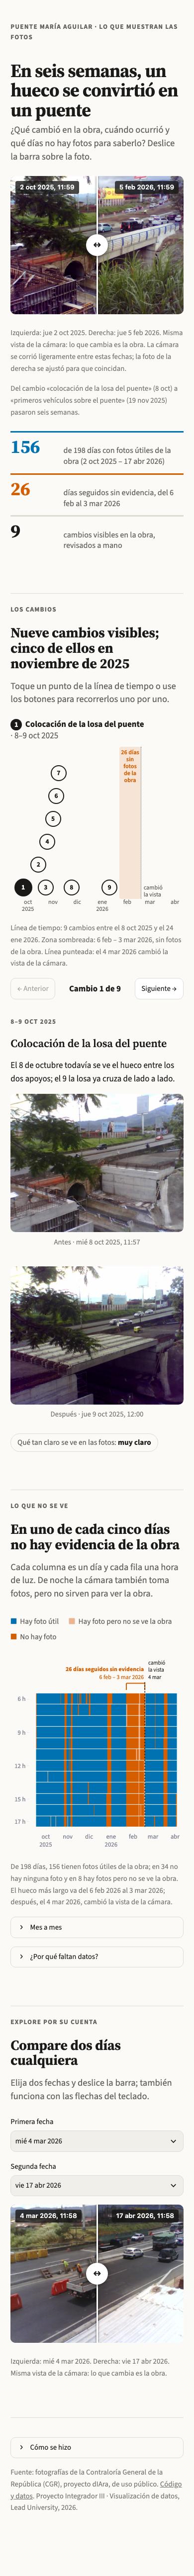 PUENTE MARÍA AGUILAR · LO QUE MUESTRAN LAS
FOTOS
En seis semanas, un
hueco se convirtió en
un puente
¿Qué cambió en la obra, cuándo ocurrió y
qué días no hay fotos para saberlo? Deslice
la barra sobre la foto.
2 oct 2025, 11:59
5 feb 2026, 11:59
Izquierda: jue 2 oct 2025. Derecha: jue 5 feb 2026. Misma
vista de la cámara: lo que cambia es la obra. La cámara
se corrió ligeramente entre estas fechas; la foto de la
derecha se ajustó para que coincidan.
Del cambio «colocación de la losa del puente» (8 oct) a
«primeros vehículos sobre el puente» (19 nov 2025)
pasaron seis semanas.
156
de 198 días con fotos útiles de la
obra (2 oct 2025 – 17 abr 2026)
26
días seguidos sin evidencia, del 6
feb al 3 mar 2026
9
cambios visibles en la obra,
revisados a mano
LOS CAMBIOS
Nueve cambios visibles;
cinco de ellos en
noviembre de 2025
Toque un punto de la línea de tiempo o use
los botones para recorrerlos uno por uno.
1 Colocación de la losa del puente
· 8–9 oct 2025
26 días
sin
fotos
de la
obra
7
6
5
4
2
1
3
8
9
cambió
la vista
oct
2025
nov
dic
ene
2026
feb
mar
abr
Línea de tiempo: 9 cambios entre el 8 oct 2025 y el 24
ene 2026. Zona sombreada: 6 feb – 3 mar 2026, sin fotos
de la obra. Línea punteada: el 4 mar 2026 cambió la
vista de la cámara.
← Anterior
Cambio 1 de 9
Siguiente →
8–9 OCT 2025
Colocación de la losa del puente
El 8 de octubre todavía se ve el hueco entre los
dos apoyos; el 9 la losa ya cruza de lado a lado.
Antes · mié 8 oct 2025, 11:57
Después · jue 9 oct 2025, 12:00
Qué tan claro se ve en las fotos: muy claro
LO QUE NO SE VE
En uno de cada cinco días
no hay evidencia de la obra
Cada columna es un día y cada fila una hora
de luz. De noche la cámara también toma
fotos, pero no sirven para ver la obra.
Hay foto útil
Hay foto pero no se ve la obra
No hay foto
cambió
la vista
4 mar
26 días seguidos sin evidencia
6 feb – 3 mar 2026
6 h
9 h
12 h
15 h
17 h
oct
2025
nov
dic
ene
2026
feb
mar
abr
De 198 días, 156 tienen fotos útiles de la obra; en 34 no
hay ninguna foto y en 8 hay fotos pero no se ve la obra.
El hueco más largo va del 6 feb 2026 al 3 mar 2026;
después, el 4 mar 2026, cambió la vista de la cámara.
Mes a mes
¿Por qué faltan datos?
EXPLORE POR SU CUENTA
Compare dos días
cualquiera
Elija dos fechas y deslice la barra; también
funciona con las flechas del teclado.
Primera fecha
mié 4 mar 2026
Segunda fecha
vie 17 abr 2026
4 mar 2026, 11:58
17 abr 2026, 11:58
Izquierda: mié 4 mar 2026. Derecha: vie 17 abr 2026.
Misma vista de la cámara: lo que cambia es la obra.
Cómo se hizo
Fuente: fotografías de la Contraloría General de la
República (CGR), proyecto dIAra, de uso público. Código
y datos. Proyecto Integrador III · Visualización de datos,
Lead University, 2026.